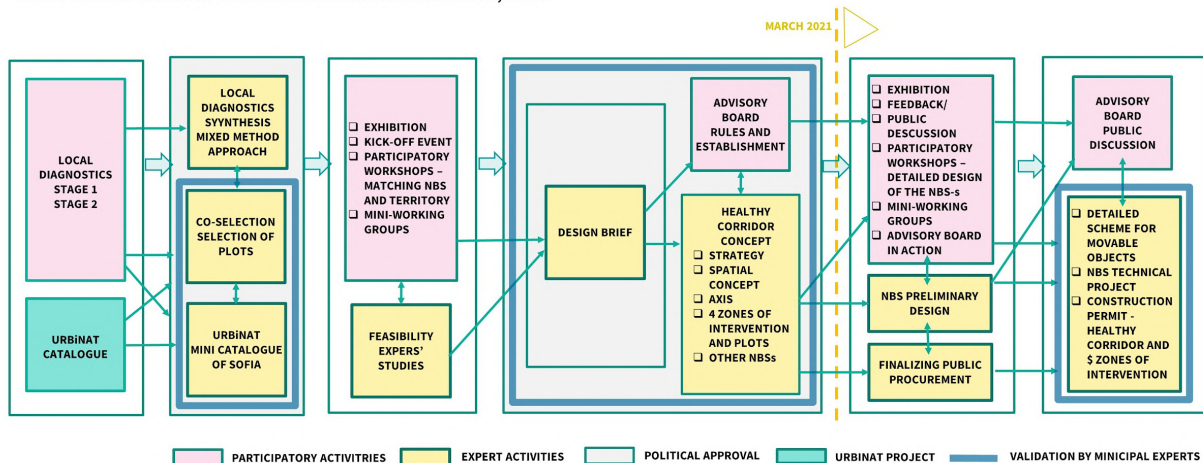 MARCH 2021
LOCAL
DIAGNOSTICS
STAGE 1
STAGE 2
URBiNAT
CATALOGUE
LOCAL
DIAGNOSTICS
SYYNTHESIS
MIXED METHOD
APPROACH
CO-SELECTION
SELECTION OF
PLOTS
URBiNAT
MINI CATALOGUE
OF SOFIA
❑ EXHIBITION
❑ KICK-OFF EVENT
❑ PARTICIPATORY
WORKSHOPS –
MATCHING NBS
AND TERRITORY
❑ MINI-WORKING
GROUPS
FEASIBILITY
EXPERS’
STUDIES
DESIGN BRIEF
ADVISORY
BOARD
RULES AND
ESTABLISHMENT
HEALTHY
CORRIDOR
CONCEPT
❑ STRATEGY
❑ SPATIAL
CONCEPT
❑ AXIS
❑ 4 ZONES OF
INTERVENTION
AND PLOTS
❑ OTHER NBSs
❑ EXHIBITION
❑ FEEDBACK/
❑ PUBLIC
DESCUSSION
❑ PARTICIPATORY
WORKSHOPS –
DETAILED DESIGN
OF THE NBS-s
❑ MINI-WORKING
GROUPS
❑ ADVISORY BOARD
IN ACTION
NBS PRELIMINARY
DESIGN
FINALIZING PUBLIC
PROCUREMENT
ADVISORY
BOARD
PUBLIC
DISCUSSION
❑ DETAILED
SCHEME FOR
MOVABLE
OBJECTS
❑ NBS TECHNICAL
PROJECT
❑ CONSTRUCTION
PERMIT -
HEALTHY
CORRIDOR AND
$ ZONES OF
INTERVENTION
PARTICIPATORY ACTIVITRIES
EXPERT ACTIVITIES
POLITICAL APPROVAL
URBINAT PROJECT
VALIDATION BY MINICIPAL EXPERTS